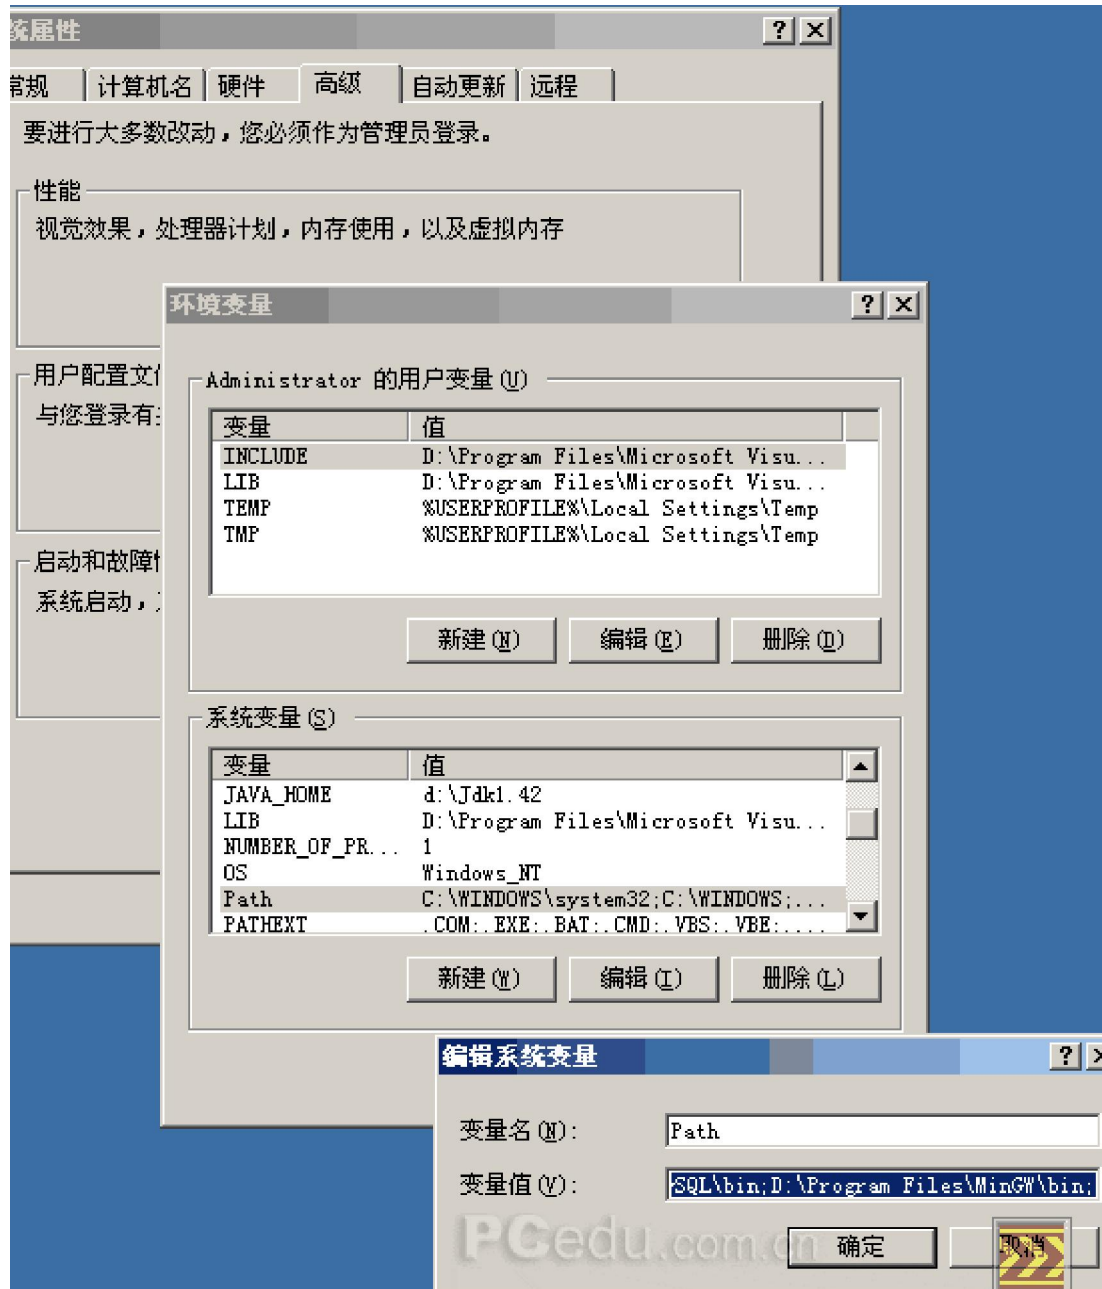 统属性
常规 计算机名 硬件 高级 自动更新 远程
要进行大多数改动，您必须作为管理员登录。
性能
视觉效果，处理器计划，内存使用，以及虚拟内存
环境变量
用户配置文件
与您登录有
Administrator 的用户变量(U)
变量 值
INCLUDE D:\Program Files\Microsoft Visu...
LIB D:\Program Files\Microsoft Visu...
TEMP %USERPROFILE%\Local Settings\Temp
TMP %USERPROFILE%\Local Settings\Temp
启动和故障
系统启动，
新建(N) 编辑(E) 删除(D)
系统变量(S)
变量 值
JAVA_HOME d:\Jdk1.42
LIB D:\Program Files\Microsoft Visu...
NUMBER_OF_PR... 1
OS Windows_NT
Path C:\WINDOWS\system32;C:\WINDOWS;...
PATHEXT .COM;.EXE;.BAT;.CMD;.VBS;.VBE;....
新建(W) 编辑(I) 删除(L)
编辑系统变量
变量名(N): Path
变量值(V): SQL\bin;D:\Program Files\MinGW\bin;
PCedu.com.cn
确定 取消